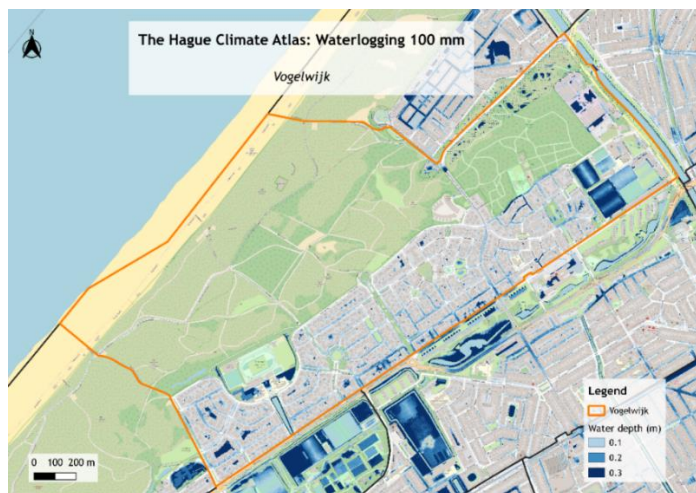 N
The Hague Climate Atlas: Waterlogging 100 mm
Vogelwijk
Legend
Vogelwijk
Water depth (m)
0.1
0.2
0.3
0 100 200 m